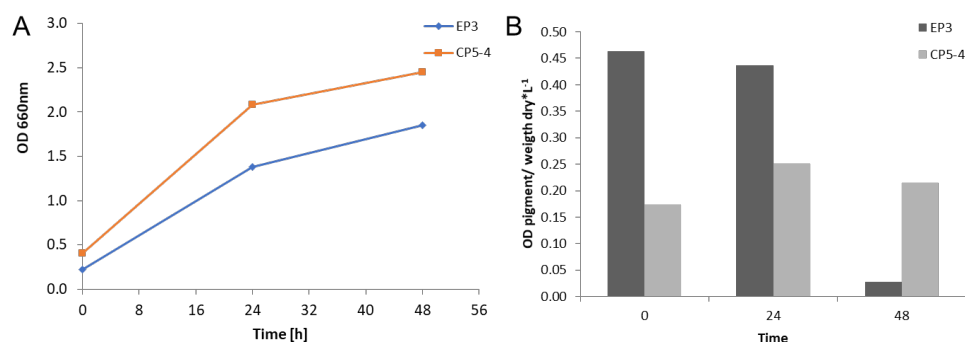 A
3.0
2.5
2.0
1.5
1.0
0.5
0.0
OD 660nm
0 8 16 24 32 40 48 56
Time [h]
EP3
CP5-4
B
0.50
0.45
0.40
0.35
0.30
0.25
0.20
0.15
0.10
0.05
0.00
OD pigment/ weigth dry*L-1
0 24 48
Time
EP3
CP5-4